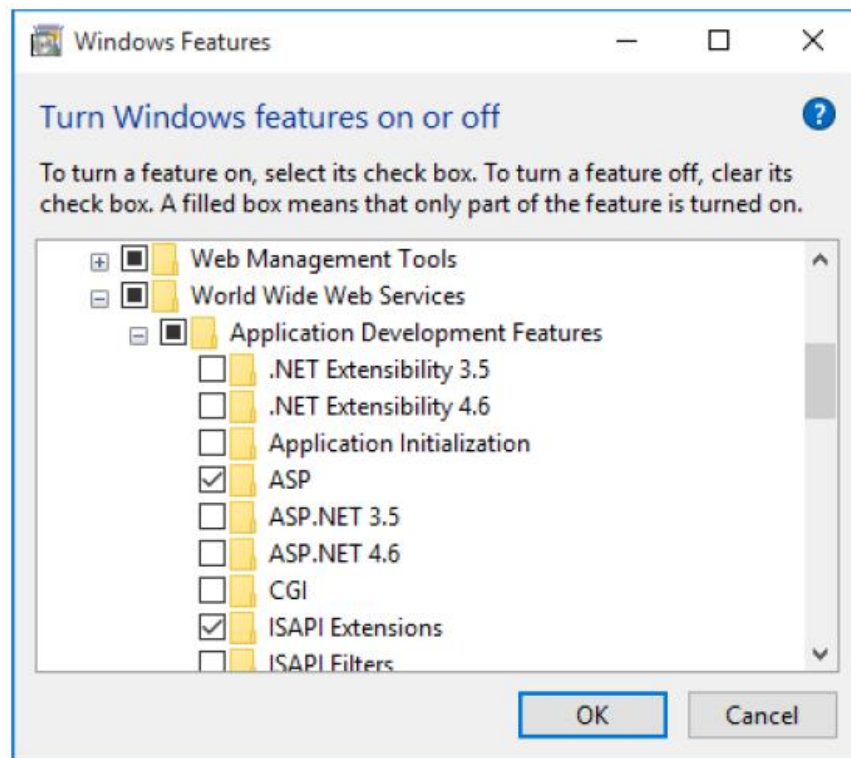 Windows Features
Turn Windows features on or off
?
To turn a feature on, select its check box. To turn a feature off, clear its
check box. A filled box means that only part of the feature is turned on.
Web Management Tools
World Wide Web Services
Application Development Features
.NET Extensibility 3.5
.NET Extensibility 4.6
Application Initialization
ASP
ASP.NET 3.5
ASP.NET 4.6
CGI
ISAPI Extensions
ISAPI Filters
OK Cancel